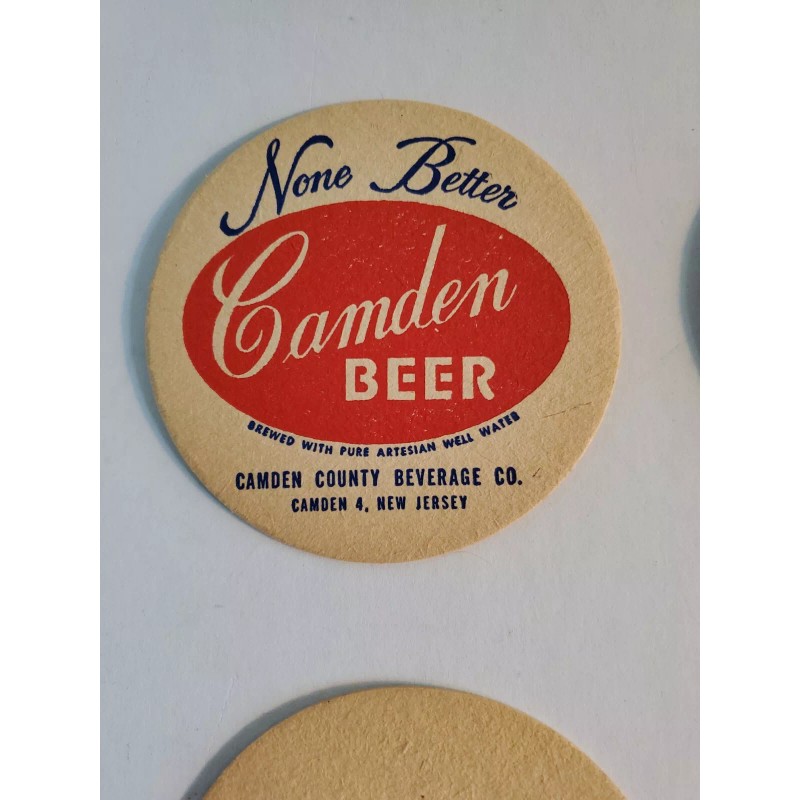 None Better
Camden
BEER
BREWED WITH PURE ARTESIAN WELL WATER
CAMDEN COUNTY BEVERAGE CO.
CAMDEN 4, NEW JERSEY